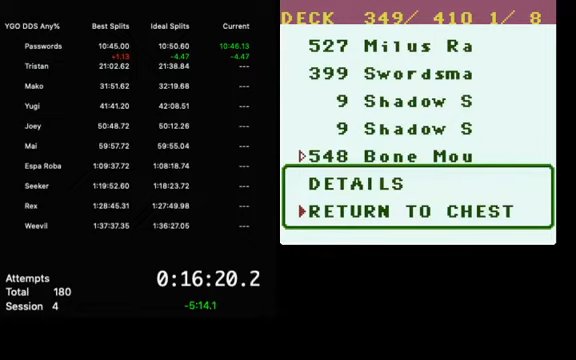 YGO DDS Any% Best Splits Ideal Splits Current
Passwords 10:45.00 10:50.60 10:46.13
+1.13 -4.47 -4.47
Tristan 21:02.62 21:38.84 ---
Mako 31:51.62 32:19.68 ---
Yugi 41:41.20 42:08.51 ---
Joey 50:48.72 50:12.26 ---
Mai 59:57.72 59:55.04 ---
Espa Roba 1:09:37.72 1:08:18.74 ---
Seeker 1:19:52.60 1:18:23.72 ---
Rex 1:28:45.31 1:27:49.98 ---
Weevil 1:37:37.35 1:36:27.05 ---
Attempts
Total 180
Session 4
0:16:20.2
-5:14.1
DECK 349/ 410 1/ 8
527 Milus Ra
399 Swordsma
9 Shadow S
9 Shadow S
548 Bone Mou
DETAILS
RETURN TO CHEST